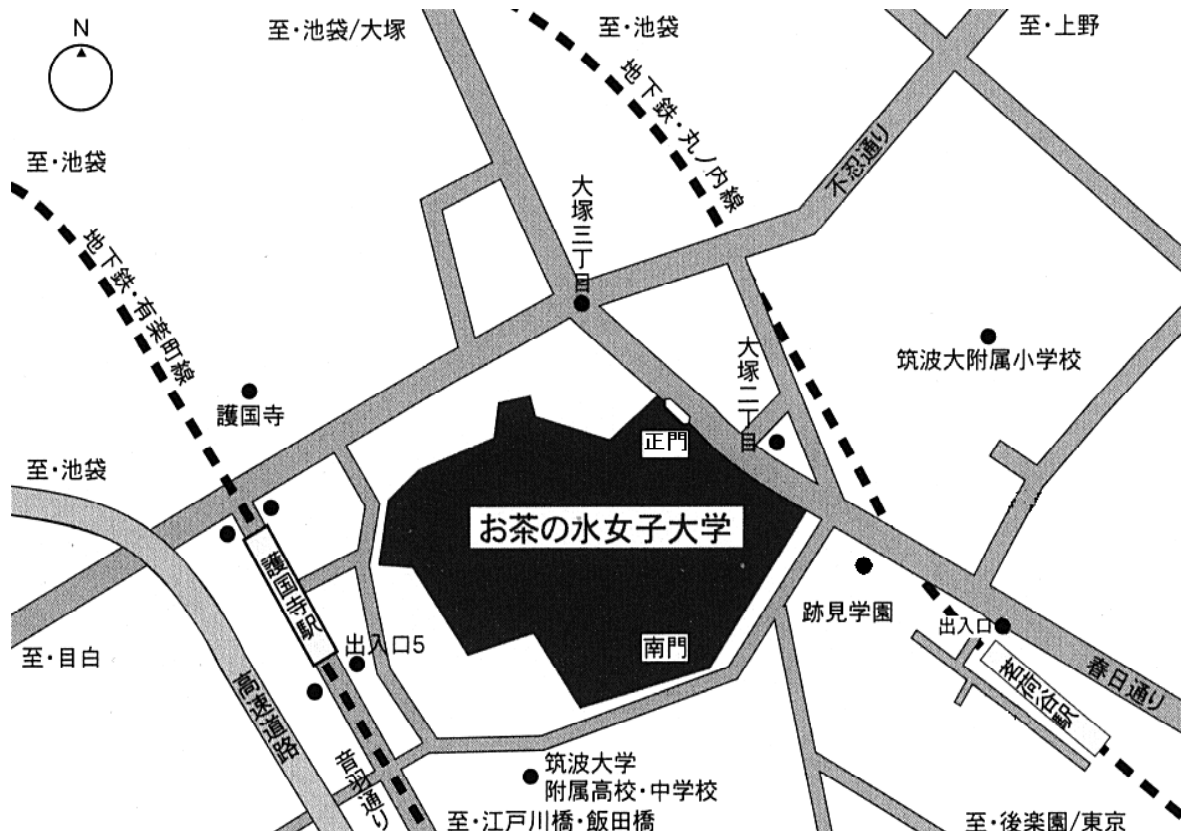 N
至・池袋/大塚
至・池袋
至・上野
地下鉄・丸ノ内線
不忍通り
至・池袋
大塚三丁目
地下鉄・有楽町線
大塚二丁目
筑波大附属小学校
護国寺
正門
至・池袋
お茶の水女子大学
護国寺駅
跡見学園
出入口
南門
出入口5
至・目白
春日通り
茗荷谷駅
高速道路
音羽通り
筑波大学
附属高校・中学校
至・江戸川橋・飯田橋
至・後楽園/東京